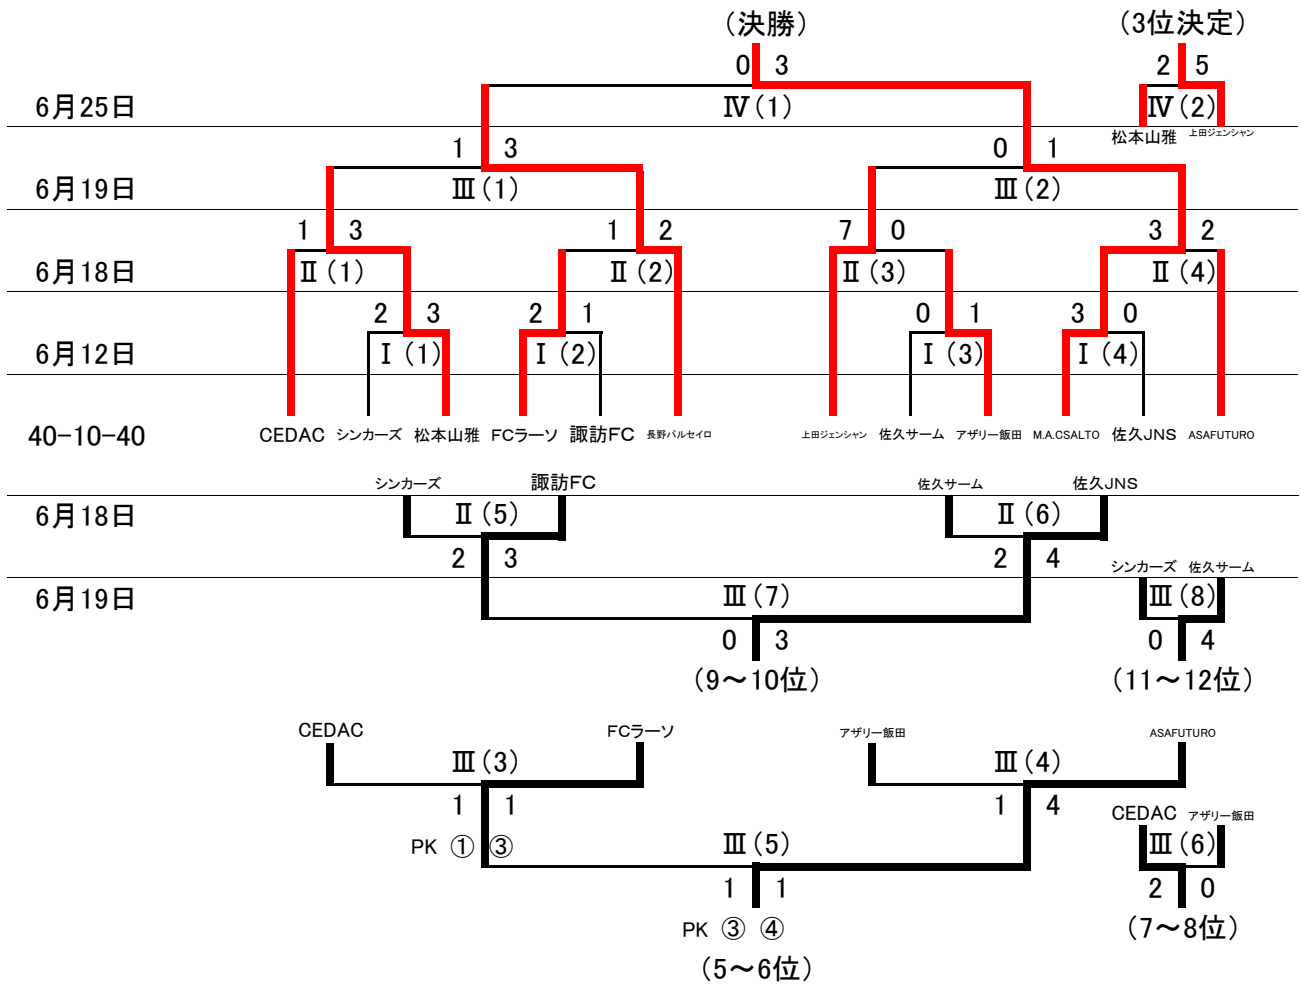 （決勝） （3位決定）
0 3 2 5
6月25日 Ⅳ（1） Ⅳ（2）
松本山雅 上田ジェンシャン
1 3 0 1
6月19日 Ⅲ（1） Ⅲ（2）
1 3 1 2 7 0 3 2
6月18日 Ⅱ（1） Ⅱ（2） Ⅱ（3） Ⅱ（4）
2 3 2 1 0 1 3 0
6月12日 Ⅰ（1） Ⅰ（2） Ⅰ（3） Ⅰ（4）
40-10-40 CEDAC シンカーズ 松本山雅 FCラーソ 諏訪FC 長野パルセイロ 上田ジェンシャン 佐久サーム アザリー飯田 M.A.CSALTO 佐久JNS ASAFUTURO
シンカーズ 諏訪FC 佐久サーム 佐久JNS
6月18日 Ⅱ（5） Ⅱ（6）
2 3 2 4
シンカーズ 佐久サーム
6月19日 Ⅲ（7） Ⅲ（8）
0 3 0 4
（9～10位） （11～12位）
CEDAC FCラーソ アザリー飯田 ASAFUTURO
Ⅲ（3） Ⅲ（4）
1 1 1 4
CEDAC アザリー飯田
PK ① ③ Ⅲ（5） Ⅲ（6）
1 1 2 0
PK ③ ④ （7～8位）
（5～6位）